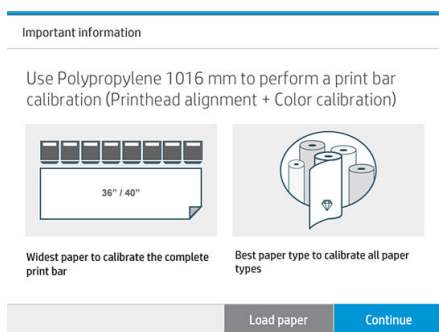 Important information
Use Polypropylene 1016 mm to perform a print bar
calibration (Printhead alignment + Color calibration)
36" / 40"
Widest paper to calibrate the complete
print bar
Best paper type to calibrate all paper
types
Load paper
Continue